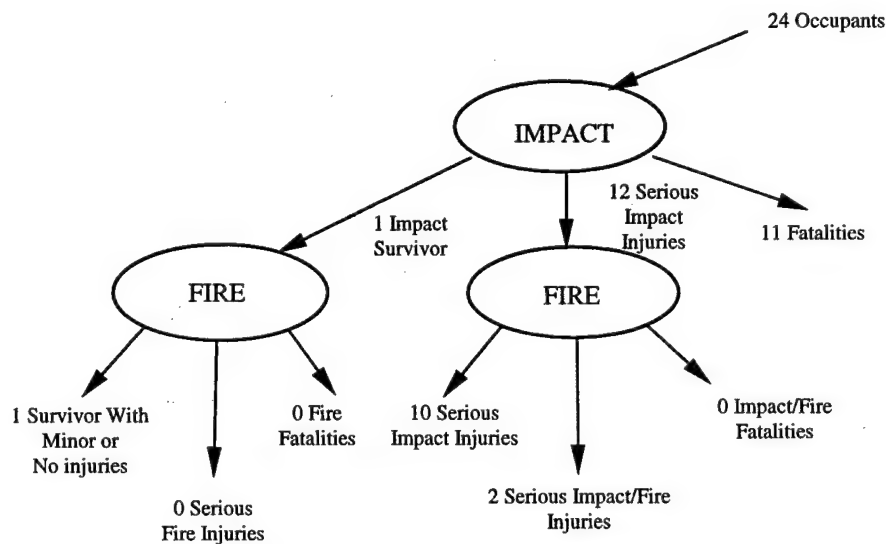 24 Occupants
IMPACT
1 Impact
Survivor
12 Serious
Impact
Injuries
11 Fatalities
FIRE
FIRE
1 Survivor With
Minor or
No injuries
0 Serious
Fire Injuries
0 Fire
Fatalities
10 Serious
Impact Injuries
2 Serious Impact/Fire
Injuries
0 Impact/Fire
Fatalities